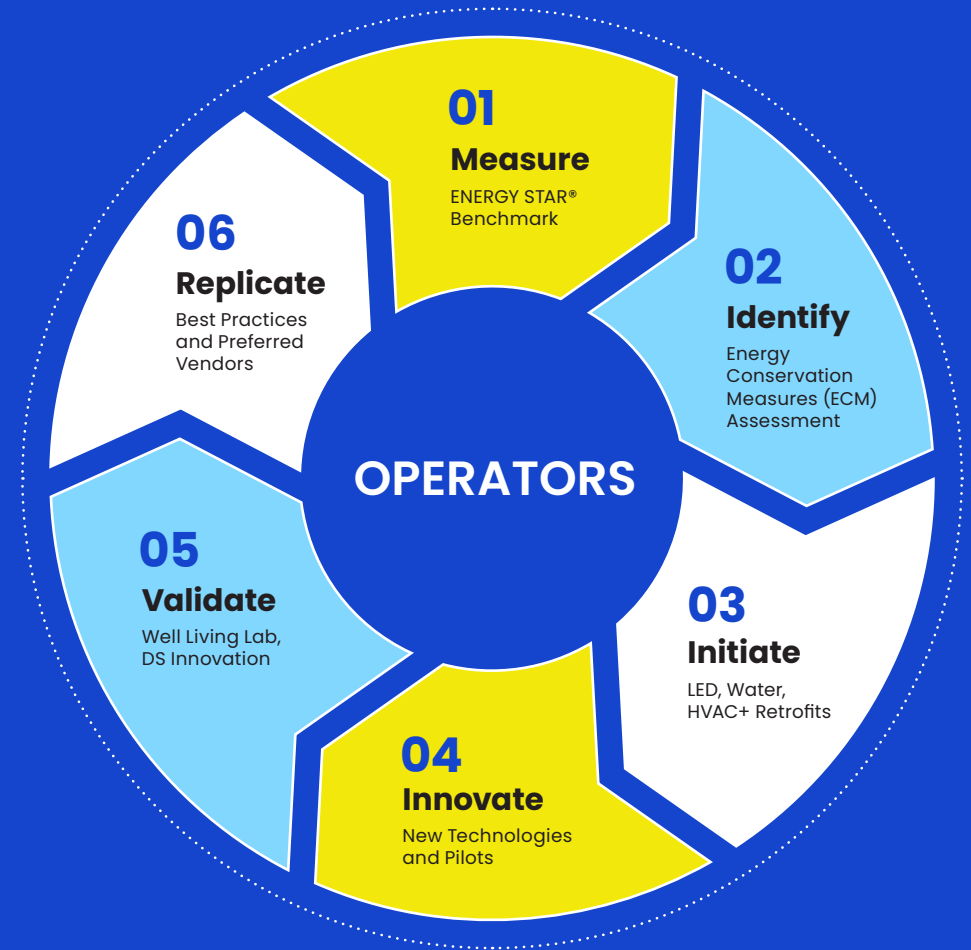 01
Measure
ENERGY STAR®
Benchmark
02
Identify
Energy
Conservation
Measures (ECM)
Assessment
03
Initiate
LED, Water,
HVAC+ Retrofits
04
Innovate
New Technologies
and Pilots
05
Validate
Well Living Lab,
DS Innovation
06
Replicate
Best Practices
and Preferred
Vendors
OPERATORS